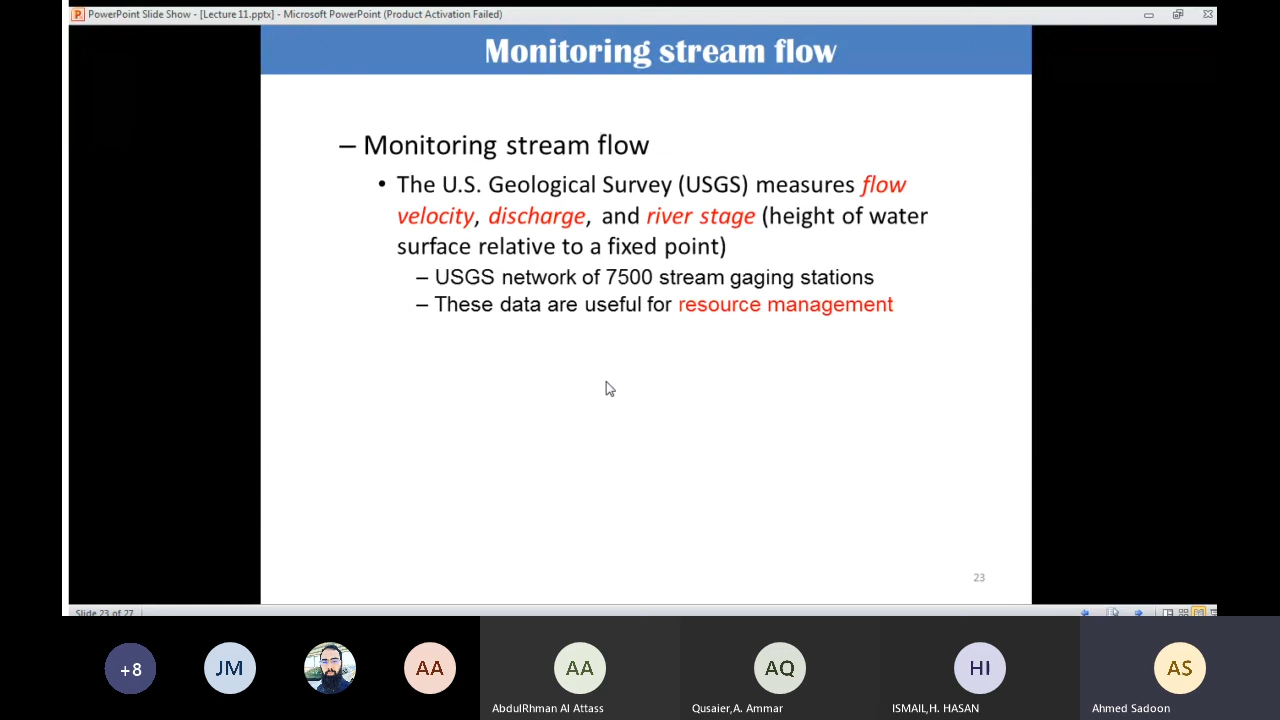 PowerPoint Slide Show - [Lecture 11.pptx] - Microsoft PowerPoint (Product Activation Failed)
Monitoring stream flow
– Monitoring stream flow
• The U.S. Geological Survey (USGS) measures flow
velocity, discharge, and river stage (height of water
surface relative to a fixed point)
– USGS network of 7500 stream gaging stations
– These data are useful for resource management
23
Slide 23 of 27
+8
JM
AA
AA
AQ
HI
AS
AbdulRhman Al Attass
Qusaier,A. Ammar
ISMAIL,H. HASAN
Ahmed Sadoon